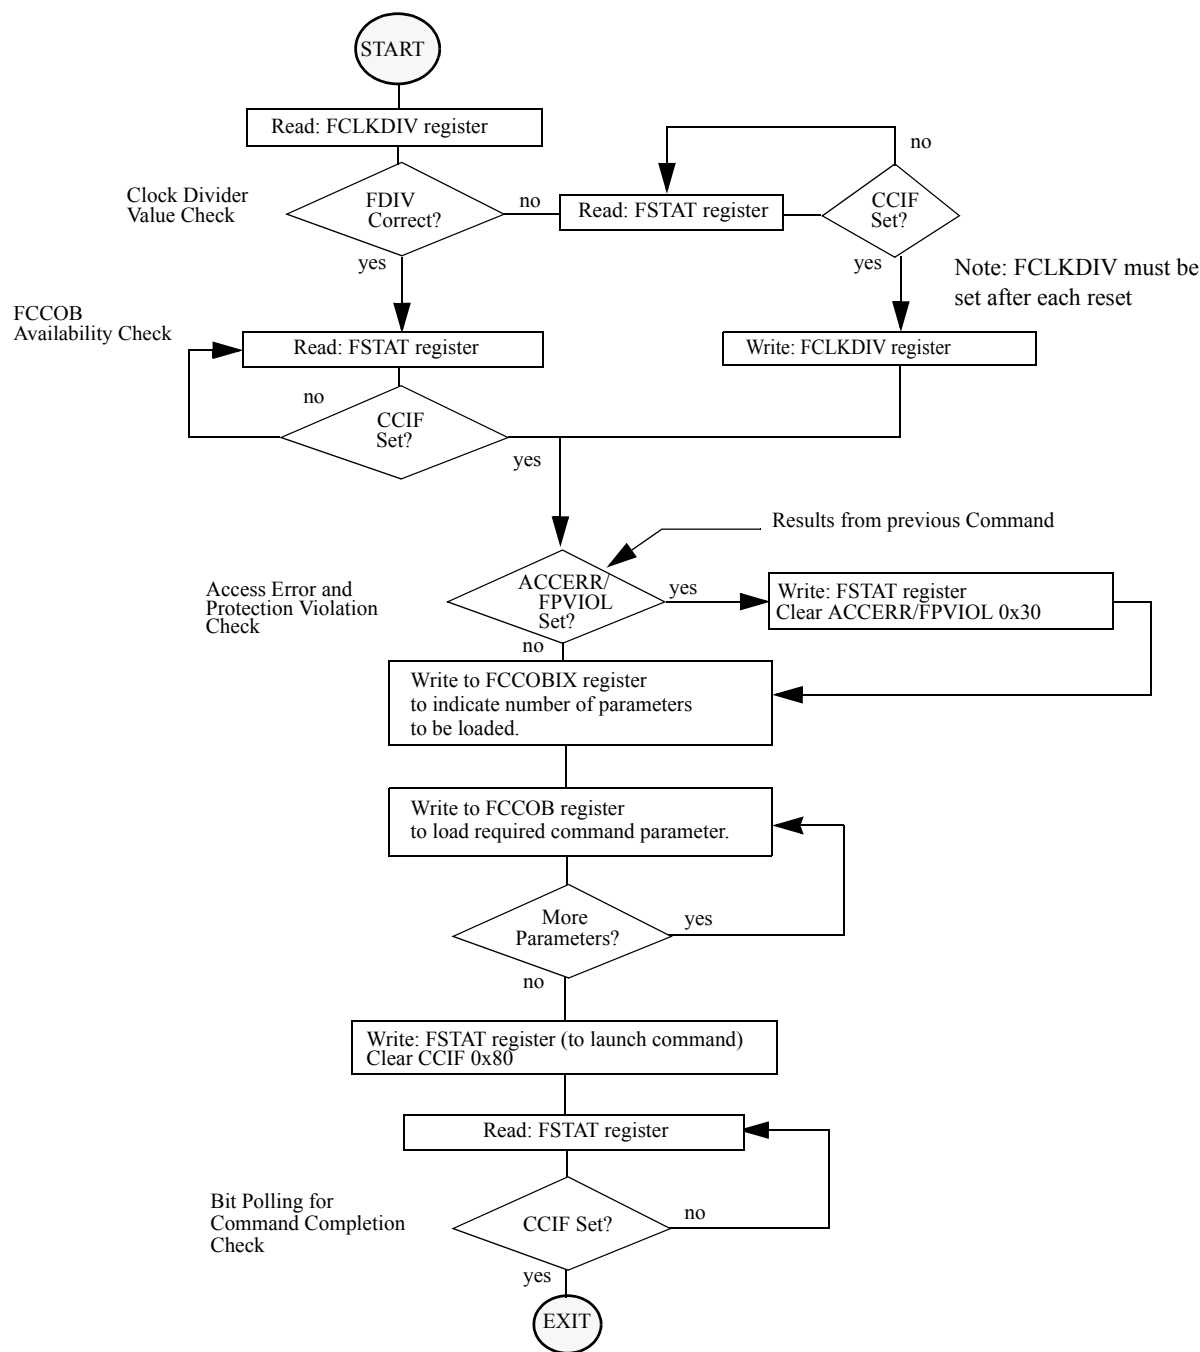 START
Read: FCLKDIV register
Clock Divider
Value Check
FDIV
Correct?
no
Read: FSTAT register
CCIF
Set?
no
yes
yes
Note: FCLKDIV must be
set after each reset
FCCOB
Availability Check
Read: FSTAT register
Write: FCLKDIV register
no
CCIF
Set?
yes
Results from previous Command
Access Error and
Protection Violation
Check
ACCERR/
FPVIOL
Set?
yes
Write: FSTAT register
Clear ACCERR/FPVIOL 0x30
no
Write to FCCOBIX register
to indicate number of parameters
to be loaded.
Write to FCCOB register
to load required command parameter.
More
Parameters?
yes
no
Write: FSTAT register (to launch command)
Clear CCIF 0x80
Read: FSTAT register
Bit Polling for
Command Completion
Check
CCIF Set?
no
yes
EXIT